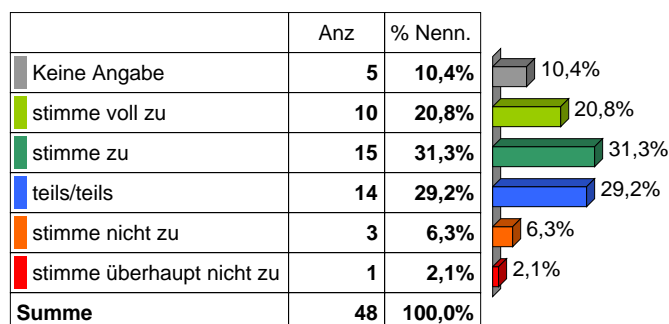 Anz % Nenn.
Keine Angabe 5 10,4% 10,4%
stimme voll zu 10 20,8% 20,8%
stimme zu 15 31,3% 31,3%
teils/teils 14 29,2% 29,2%
stimme nicht zu 3 6,3% 6,3%
stimme überhaupt nicht zu 1 2,1% 2,1%
Summe 48 100,0%